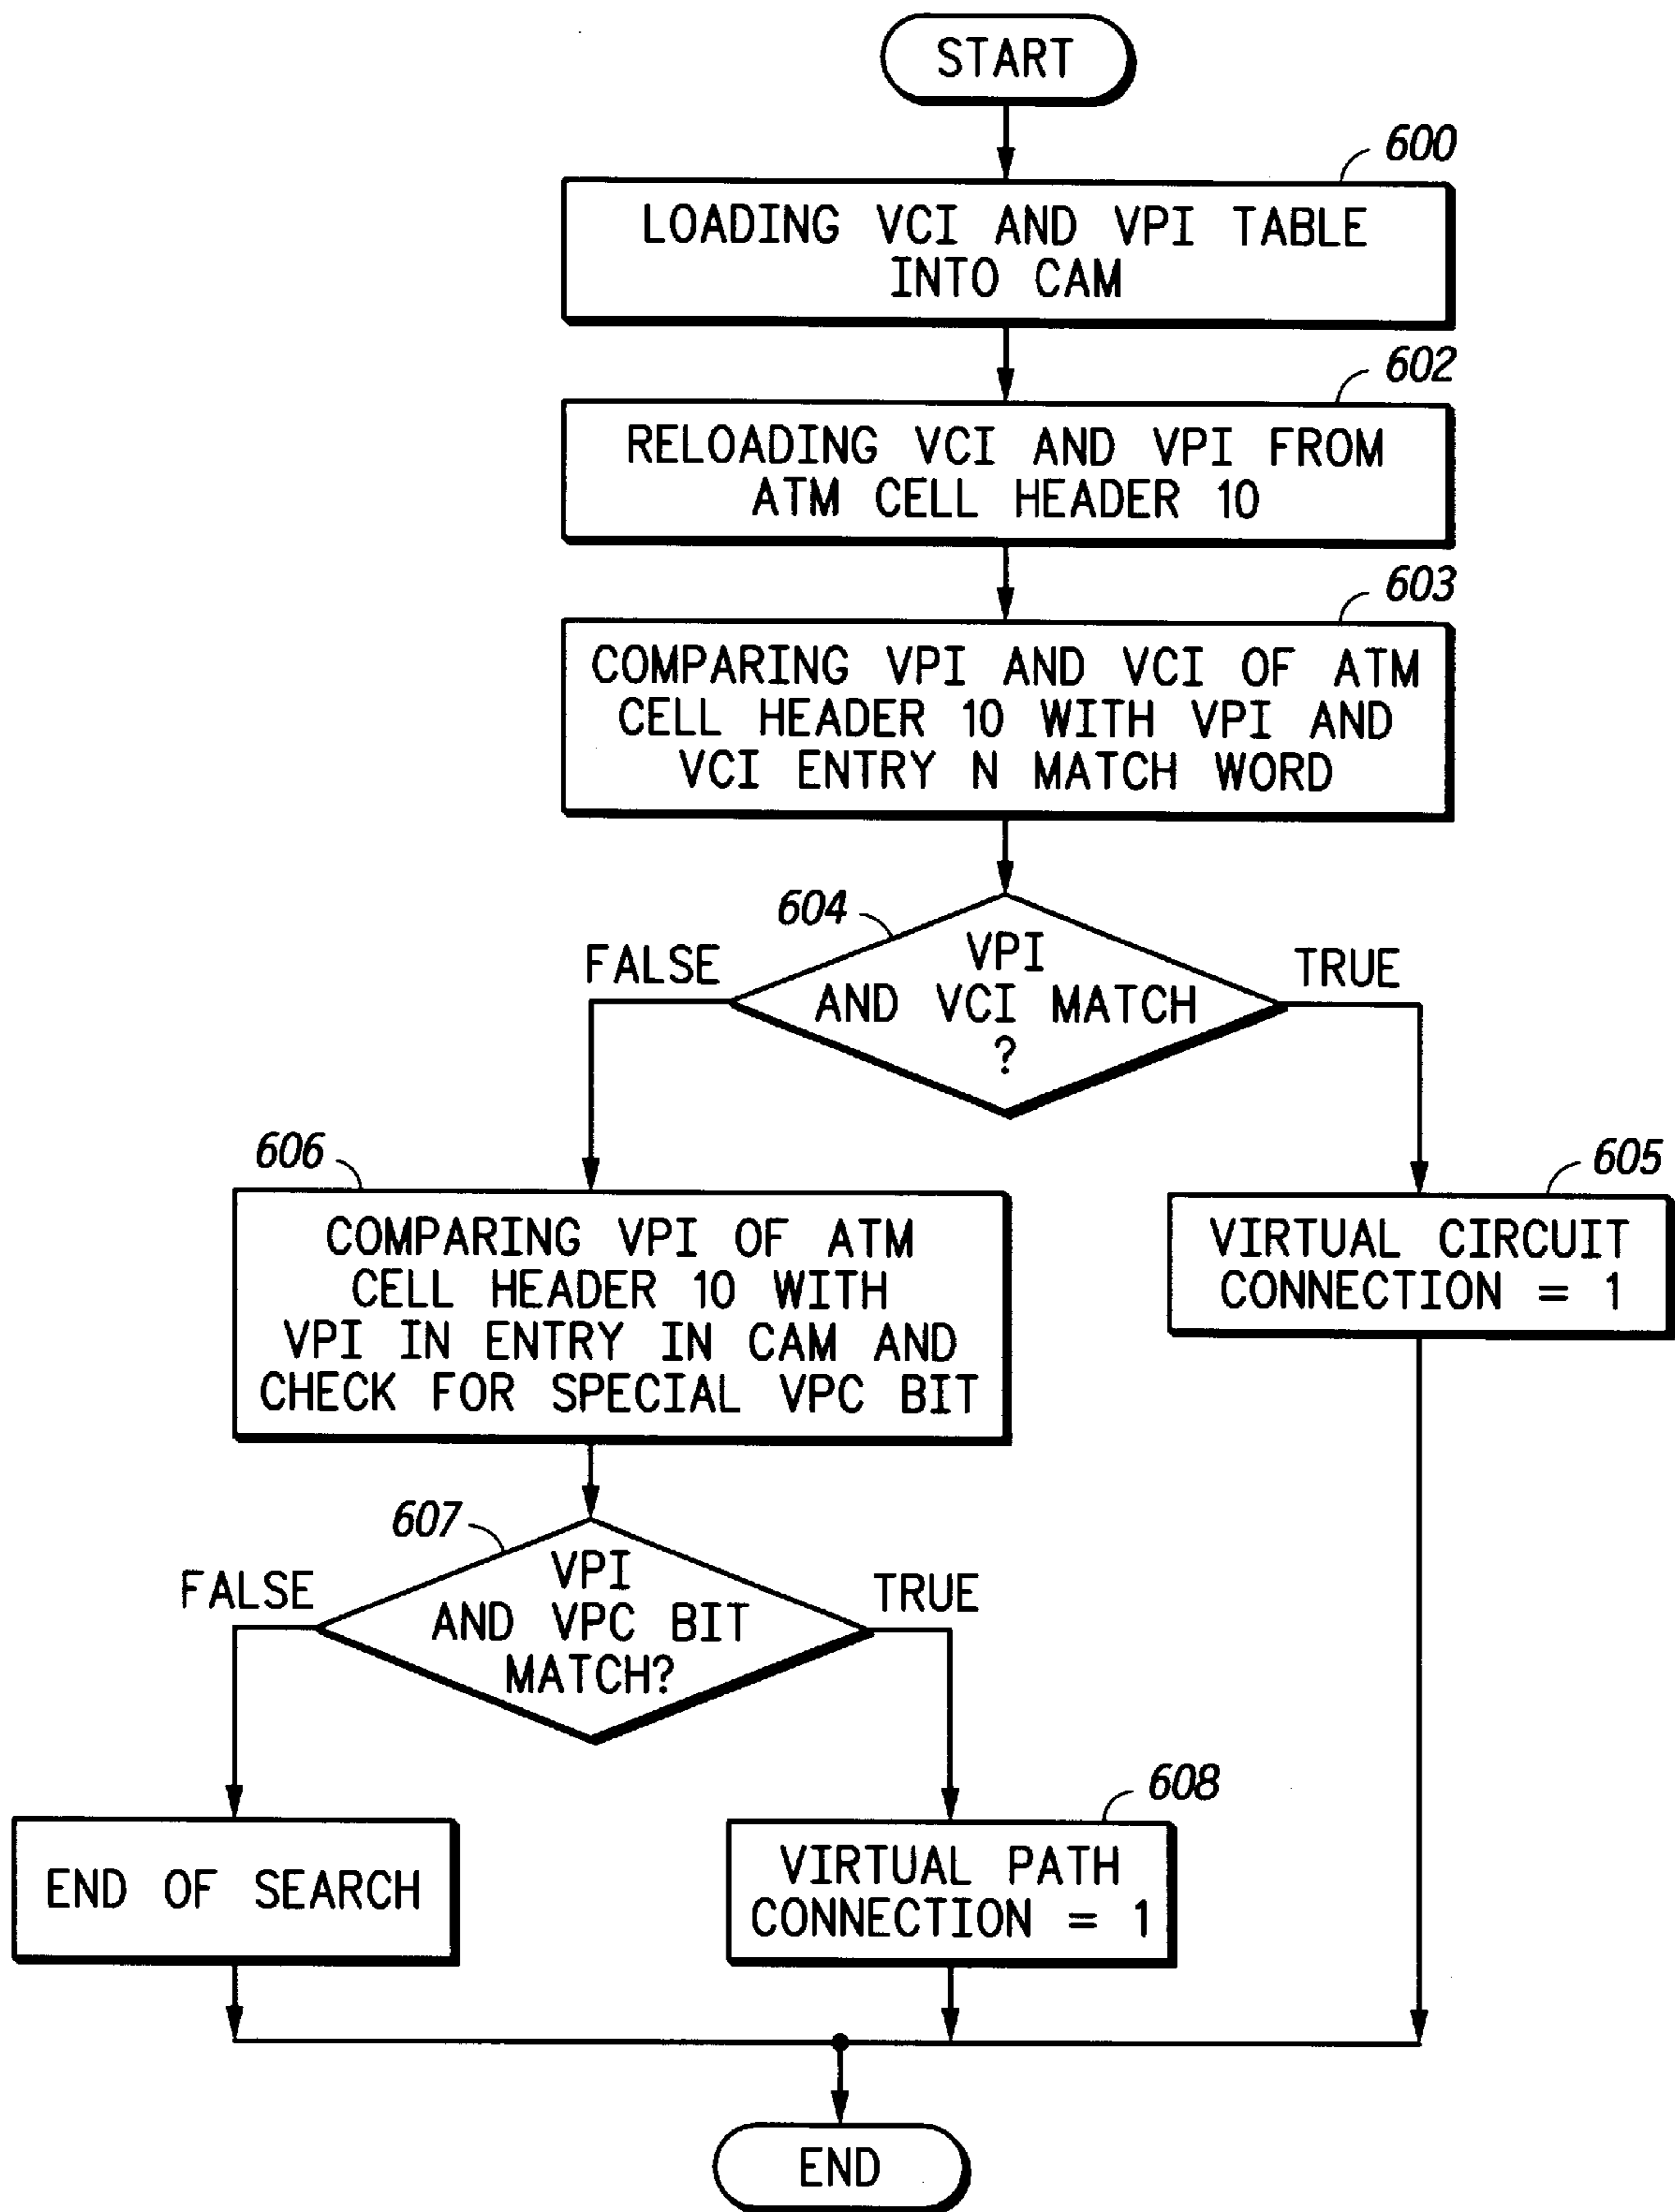 START
600
LOADING VCI AND VPI TABLE
INTO CAM
602
RELOADING VCI AND VPI FROM
ATM CELL HEADER 10
603
COMPARING VPI AND VCI OF ATM
CELL HEADER 10 WITH VPI AND
VCI ENTRY N MATCH WORD
604
VPI
AND VCI MATCH
?
FALSE
TRUE
606
COMPARING VPI OF ATM
CELL HEADER 10 WITH
VPI IN ENTRY IN CAM AND
CHECK FOR SPECIAL VPC BIT
605
VIRTUAL CIRCUIT
CONNECTION = 1
607
VPI
AND VPC BIT
MATCH?
FALSE
TRUE
END OF SEARCH
608
VIRTUAL PATH
CONNECTION = 1
END